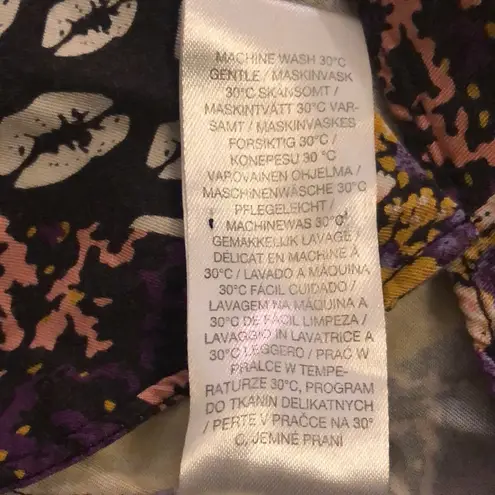 MACHINE WASH 30°C
GENTLE / MASKINVASK
30°C SKÅNSOMT /
MASKINTVÄTT 30°C VAR-
SAMT / MASKINVASKES
FORSIKTIG 30°C /
KONEPESU 30 °C
VAROVAINEN OHJELMA /
MASCHINENWÄSCHE 30°C
PFLEGELEICHT /
MACHINEWAS 30°C
GEMAKKELIJK LAVAGE /
DÉLICAT EN MACHINE À
30°C / LAVADO A MÁQUINA
30°C FÁCIL CUIDADO /
LAVAGEM NA MÁQUINA A
30°C DE FÁCIL LIMPEZA /
LAVAGGIO IN LAVATRICE A
30°C LEGGERO / PRAC W
PRALCE W TEMPE-
RATURZE 30°C, PROGRAM
DO TKANIN DELIKATNYCH
/ PERTE V PRAČCE NA 30°
C, JEMNÉ PRANÍ